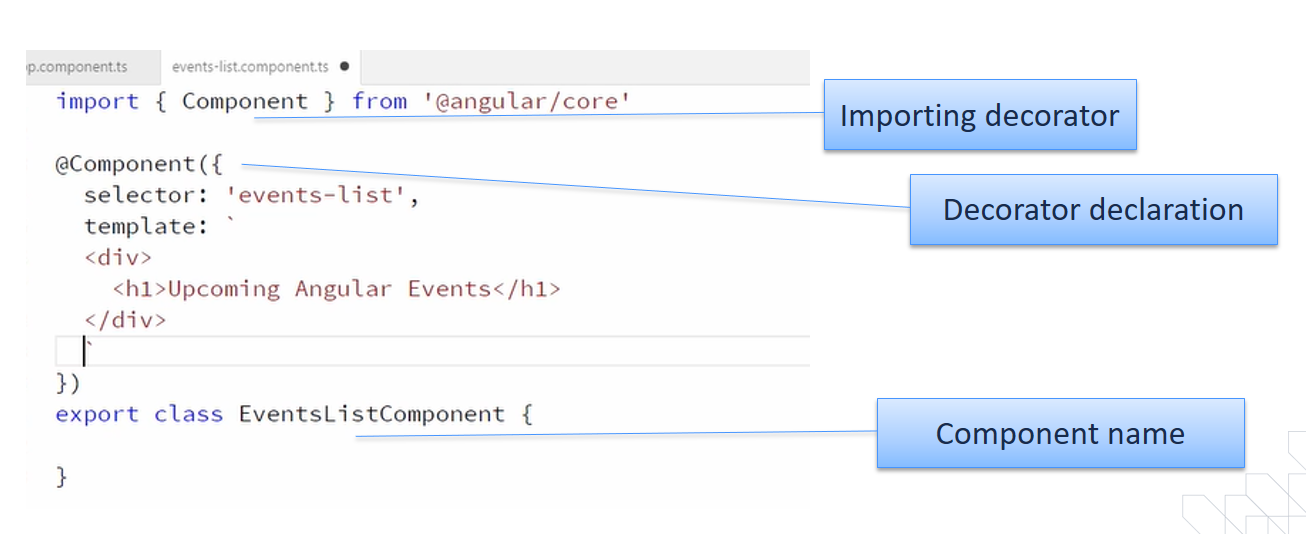 p.component.ts events-list.component.ts
import { Component } from '@angular/core'
Importing decorator
@Component({
selector: 'events-list',
Decorator declaration
template: `
<div>
<h1>Upcoming Angular Events</h1>
</div>
`
})
export class EventsListComponent {
Component name
}